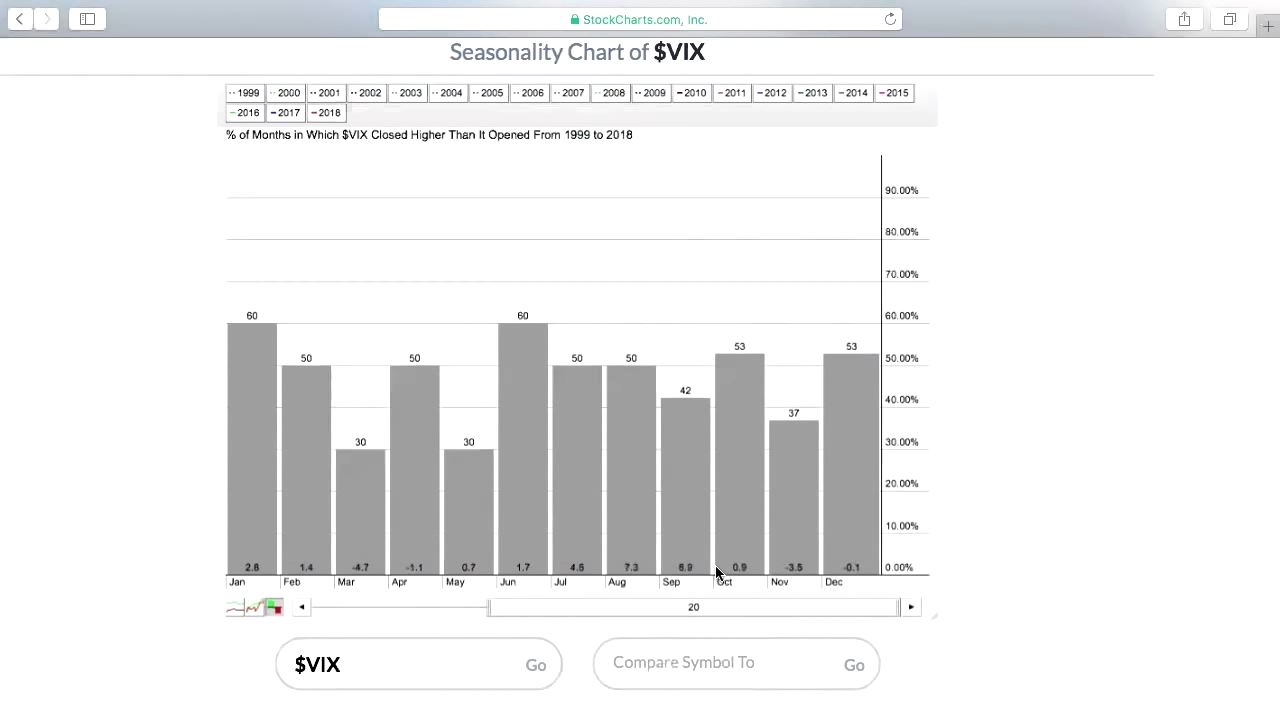 StockCharts.com, Inc.
Seasonality Chart of $VIX
1999 2000 2001 2002 2003 2004 2005 2006 2007 2008 2009 2010 2011 2012 2013 2014 2015
2016 2017 2018
% of Months in Which $VIX Closed Higher Than It Opened From 1999 to 2018
90.00%
80.00%
70.00%
60 60 60.00%
50 50 50 50 53 53 50.00%
42 40.00%
37
30 30 30.00%
20.00%
10.00%
2.8 1.4 -4.7 -1.1 0.7 1.7 4.5 7.3 0.9 -3.5 -0.1 0.00%
Jan Feb Mar Apr May Jun Jul Aug Sep Oct Nov Dec
20
$VIX Go Compare Symbol To Go